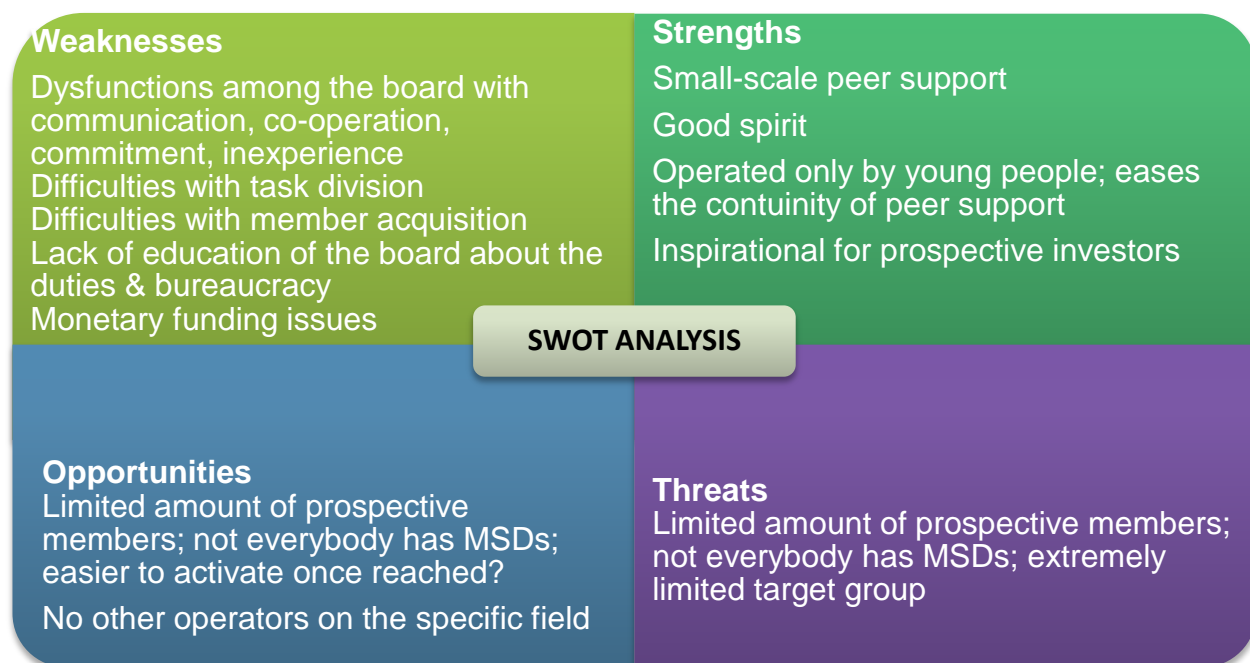 Weaknesses
Dysfunctions among the board with
communication, co-operation,
commitment, inexperience
Difficulties with task division
Difficulties with member acquisition
Lack of education of the board about the
duties & bureaucracy
Monetary funding issues
Strengths
Small-scale peer support
Good spirit
Operated only by young people; eases
the contuinity of peer support
Inspirational for prospective investors
SWOT ANALYSIS
Opportunities
Limited amount of prospective
members; not everybody has MSDs;
easier to activate once reached?
No other operators on the specific field
Threats
Limited amount of prospective members;
not everybody has MSDs; extremely
limited target group